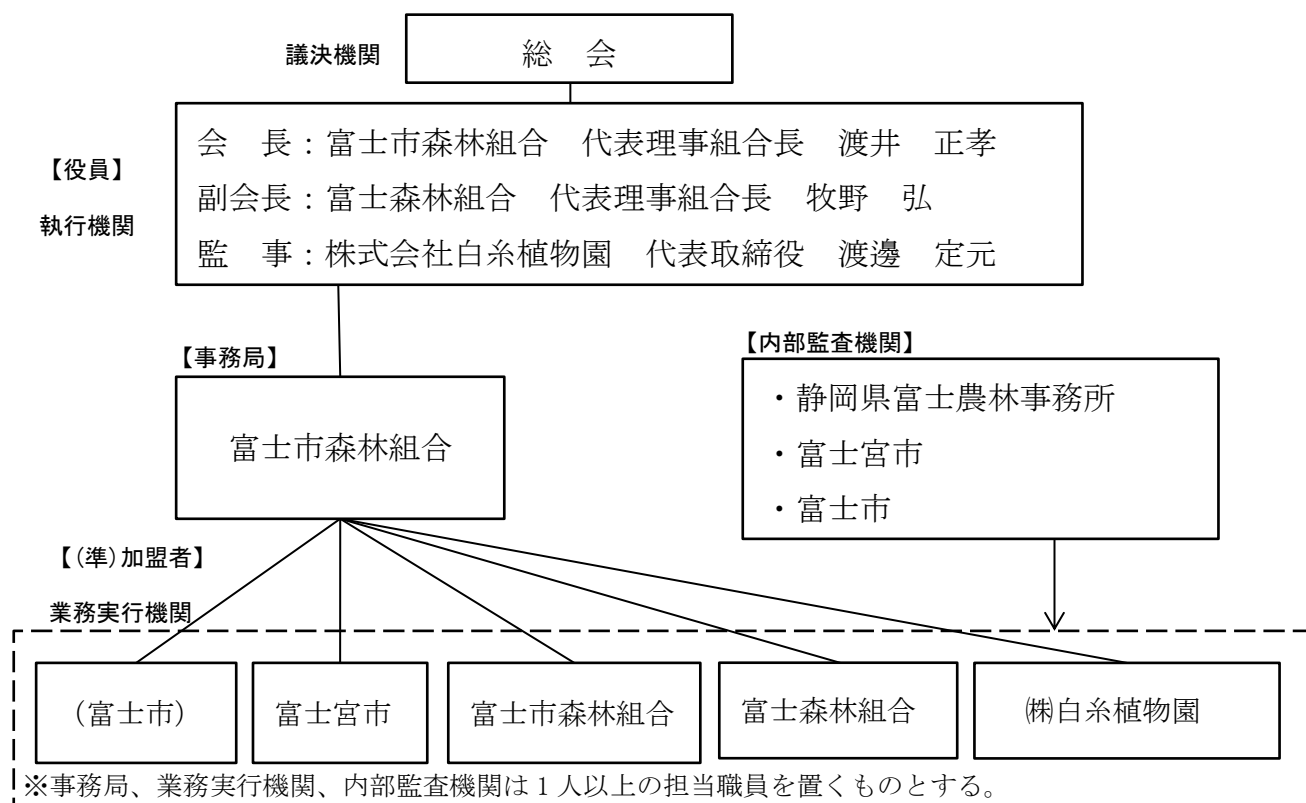 議決機関
総　会
【役員】
執行機関
会　長：富士市森林組合　代表理事組合長　渡井　正孝
副会長：富士森林組合　代表理事組合長　牧野　弘
監　事：株式会社白糸植物園　代表取締役　渡邊　定元
【事務局】
富士市森林組合
【内部監査機関】
・静岡県富士農林事務所
・富士宮市
・富士市
【(準)加盟者】
業務実行機関
（富士市）
富士宮市
富士市森林組合
富士森林組合
㈱白糸植物園
※事務局、業務実行機関、内部監査機関は1人以上の担当職員を置くものとする。